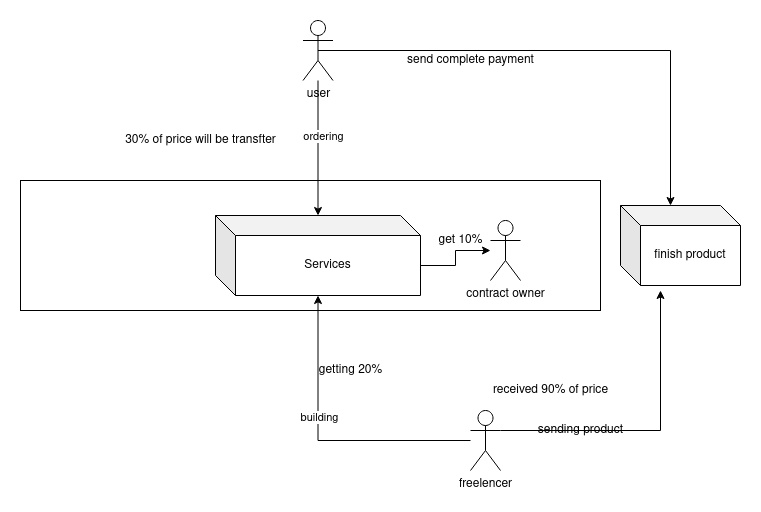 send complete payment
user
30% of price will be transfter
ordering
get 10%
Services
finish product
contract owner
getting 20%
received 90% of price
building
sending product
freelencer